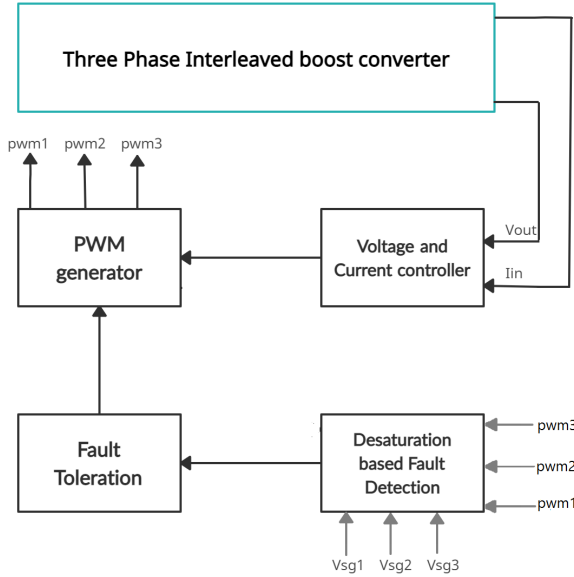 Three Phase Interleaved boost converter
pwm1 pwm2 pwm3
PWM
generator
Voltage and
Current controller
Vout
Iin
Fault
Toleration
Desaturation
based Fault
Detection
pwm3
pwm2
pwm1
Vsg1 Vsg2 Vsg3